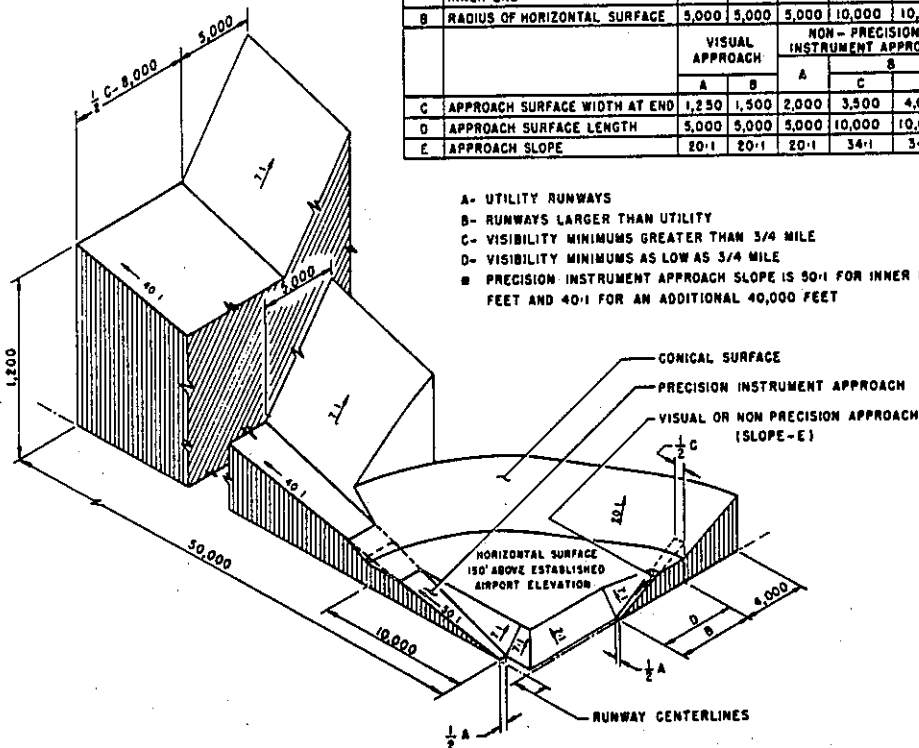 B RADIUS OF HORIZONTAL SURFACE 5,000 5,000 5,000 10,000
VISUAL APPROACH
NON-PRECISION
A B A B
C
C APPROACH SURFACE WIDTH AT END 1,250 1,500 2,000 3,500
D APPROACH SURFACE LENGTH 5,000 5,000 5,000 10,000
E APPROACH SLOPE 20:1 20:1 20:1 34:1
A- UTILITY RUNWAYS
B- RUNWAYS LARGER THAN UTILITY
C- VISIBILITY MINIMUMS GREATER THAN 3/4 MILE
D- VISIBILITY MINIMUMS AS LOW AS 3/4 MILE
■ PRECISION INSTRUMENT APPROACH SLOPE IS 50:1 FOR INNER
FEET AND 40:1 FOR AN ADDITIONAL 40,000 FEET
5,000
1/2 C-8,000
7:1
40:1
5,000
1,200
7:1
CONICAL SURFACE
PRECISION INSTRUMENT APPROACH
VISUAL OR NON PRECISION APPROACH
(SLOPE-E)
1/2 C
40:1
20:1
HORIZONTAL SURFACE
150' ABOVE ESTABLISHED
AIRPORT ELEVATION
50,000
50:1
7:1
7:1
7:1
7:1
10,000
D
B
4,000
1/2 A
RUNWAY CENTERLINES
1/2 A